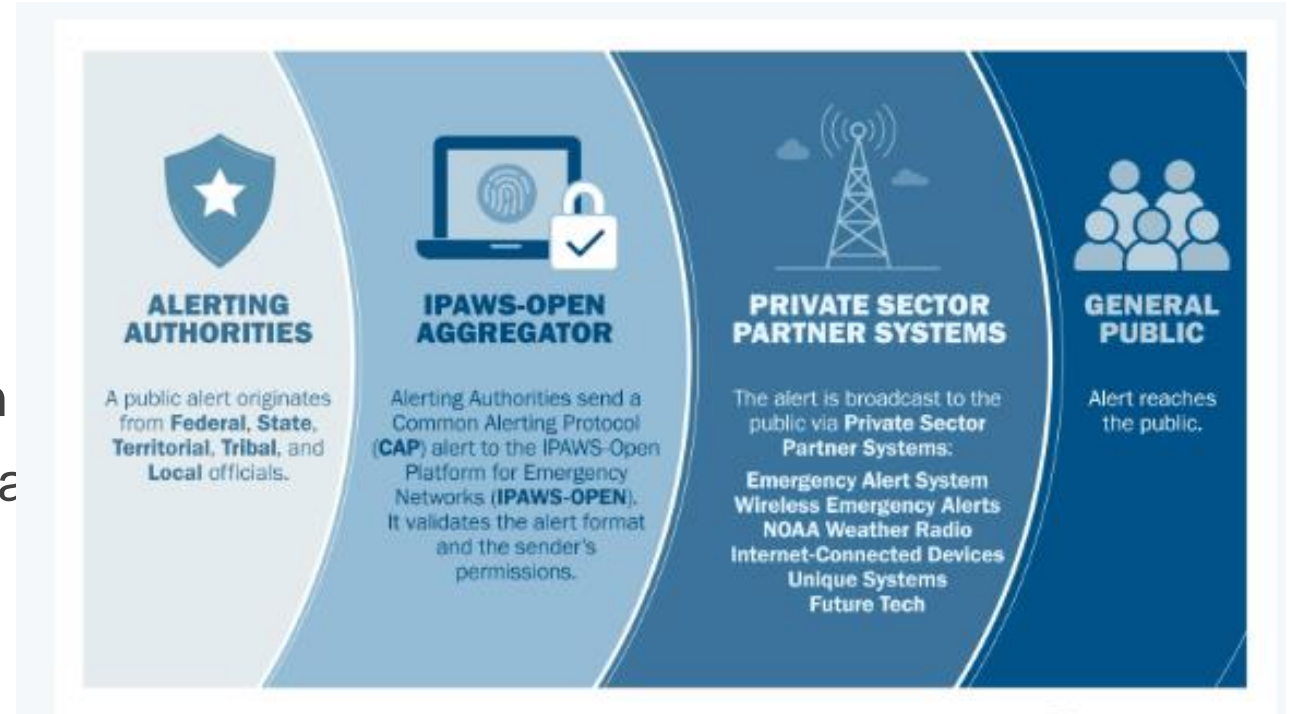 ALERTING
AUTHORITIES
A public alert originates
from Federal, State,
Territorial, Tribal, and
Local officials.
IPAWS-OPEN
AGGREGATOR
Alerting Authorities send a
Common Alerting Protocol
(CAP) alert to the IPAWS-Open
Platform for Emergency
Networks (IPAWS-OPEN).
It validates the alert format
and the sender's
permissions.
PRIVATE SECTOR
PARTNER SYSTEMS
The alert is broadcast to the
public via Private Sector
Partner Systems:
Emergency Alert System
Wireless Emergency Alerts
NOAA Weather Radio
Internet-Connected Devices
Unique Systems
Future Tech
GENERAL
PUBLIC
Alert reaches
the public.